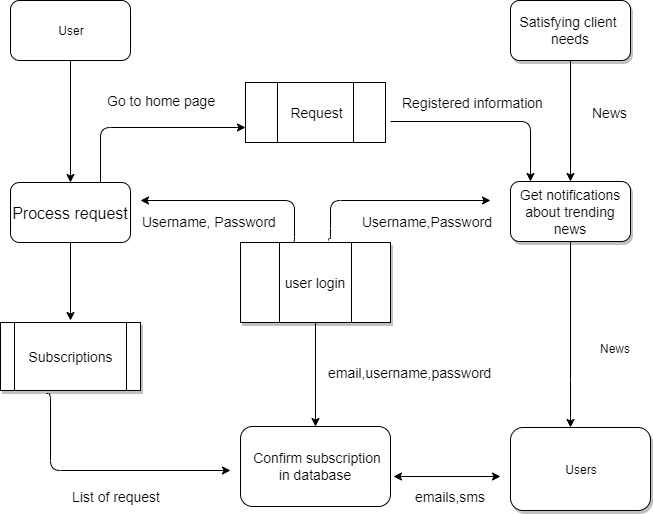 User
Satisfying client
needs
Go to home page
Request
Registered information
News
Process request
Username, Password
Username,Password
Get notifications
about trending
news
user login
Subscriptions
email,username,password
News
Confirm subscription
in database
Users
List of request
emails,sms